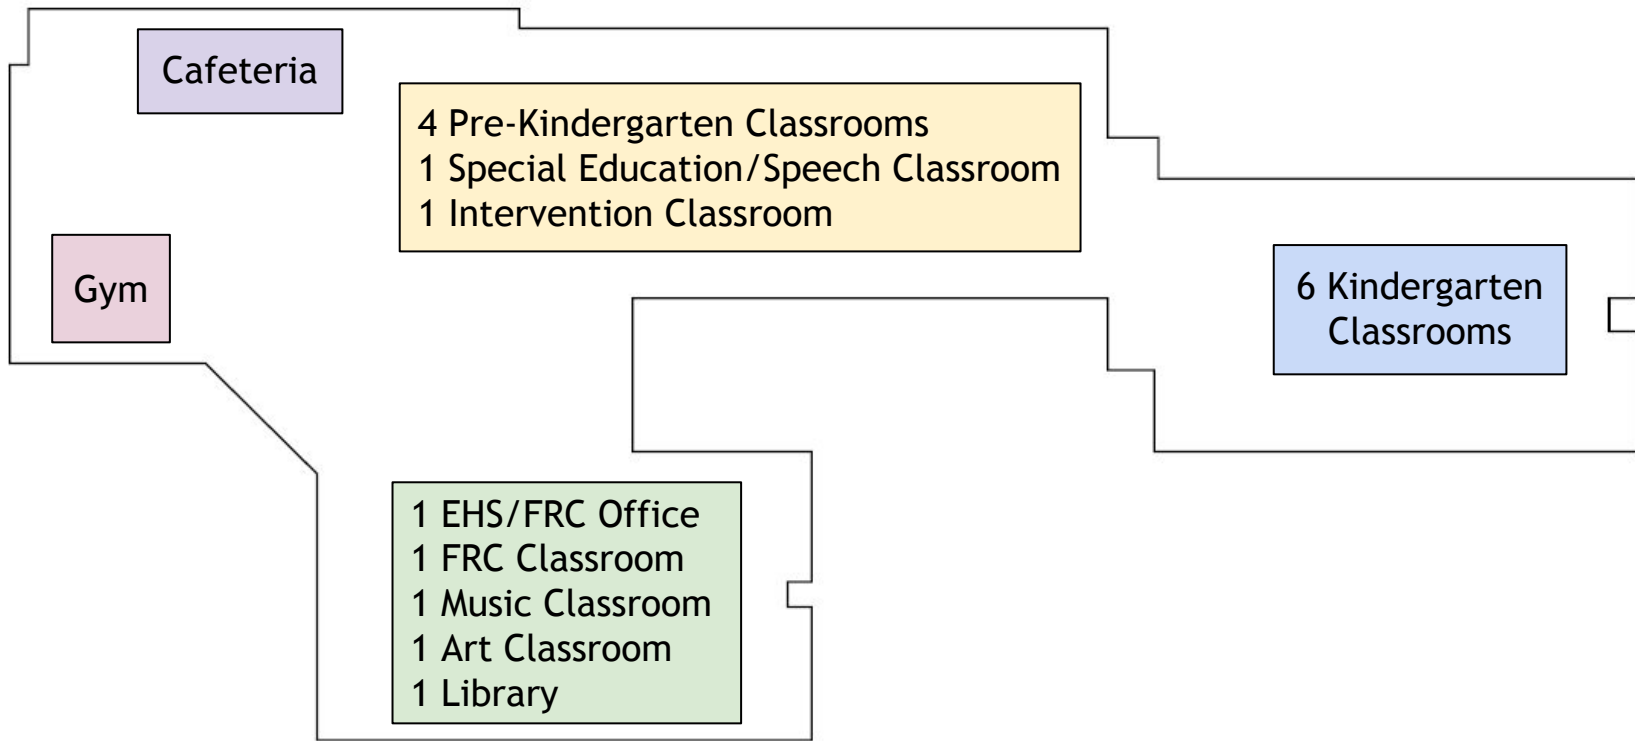 Cafeteria
4 Pre-Kindergarten Classrooms
1 Special Education/Speech Classroom
1 Intervention Classroom
Gym
6 Kindergarten
Classrooms
1 EHS/FRC Office
1 FRC Classroom
1 Music Classroom
1 Art Classroom
1 Library